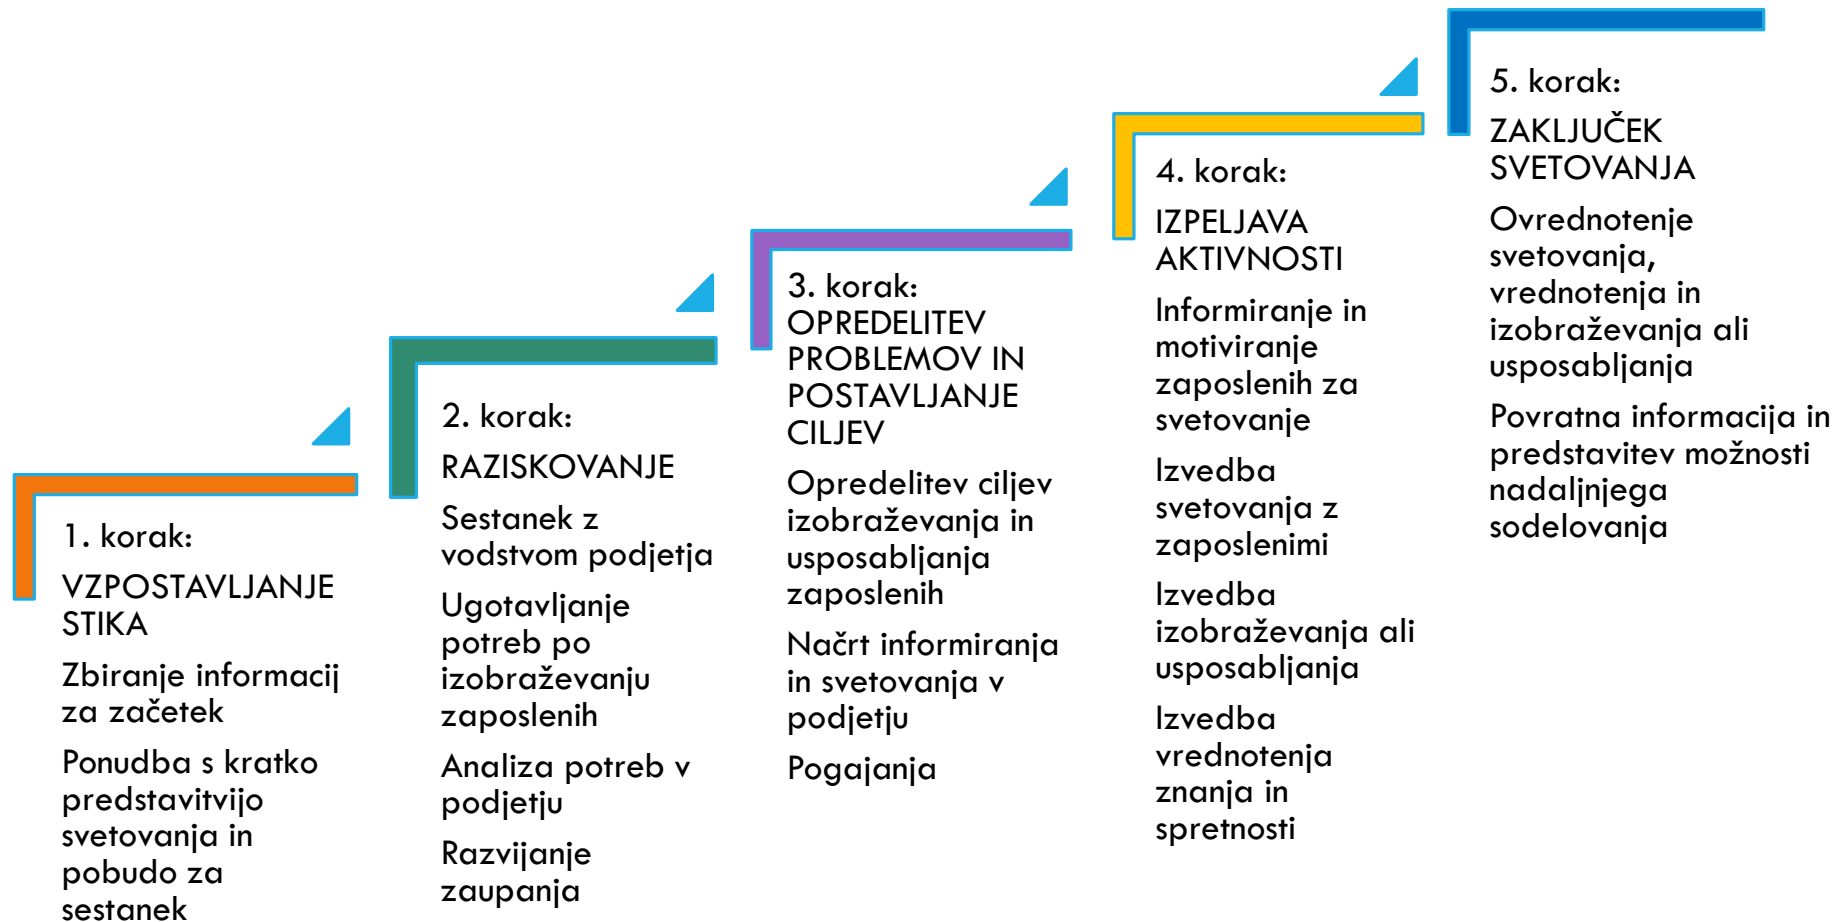 1. korak:
VZPOSTAVLJANJE
STIKA
Zbiranje informacij
za začetek
Ponudba s kratko
predstavitvijo
svetovanja in
pobudo za
sestanek
2. korak:
RAZISKOVANJE
Sestanek z
vodstvom podjetja
Ugotavljanje
potreb po
izobraževanju
zaposlenih
Analiza potreb v
podjetju
Razvijanje
zaupanja
3. korak:
OPREDELITEV
PROBLEMOV IN
POSTAVLJANJE
CILJEV
Opredelitev ciljev
izobraževanja in
usposabljanja
zaposlenih
Načrt informiranja
in svetovanja v
podjetju
Pogajanja
4. korak:
IZPELJAVA
AKTIVNOSTI
Informiranje in
motiviranje
zaposlenih za
svetovanje
Izvedba
svetovanja z
zaposlenimi
Izvedba
izobraževanja ali
usposabljanja
Izvedba
vrednotenja
znanja in
spretnosti
5. korak:
ZAKLJUČEK
SVETOVANJA
Ovrednotenje
svetovanja,
vrednotenja in
izobraževanja ali
usposabljanja
Povratna informacija in
predstavitev možnosti
nadaljnjega
sodelovanja